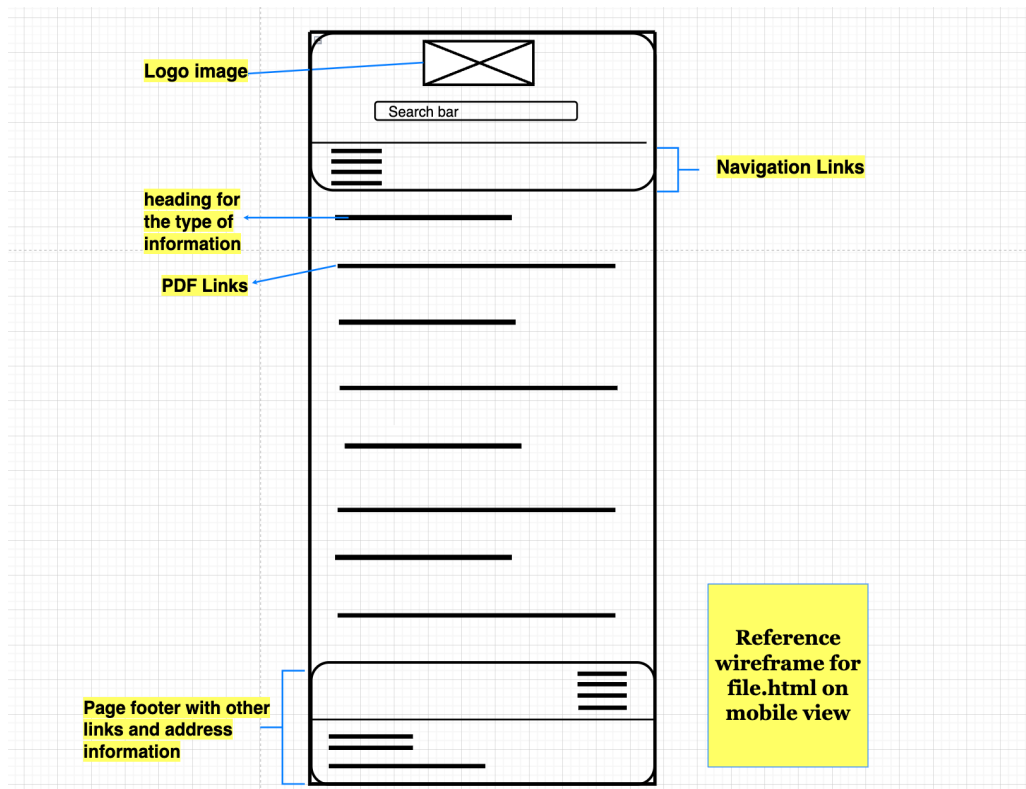 Logo image
Search bar
Navigation Links
heading for
the type of
information
PDF Links
Reference
wireframe for
file.html on
mobile view
Page footer with other
links and address
information